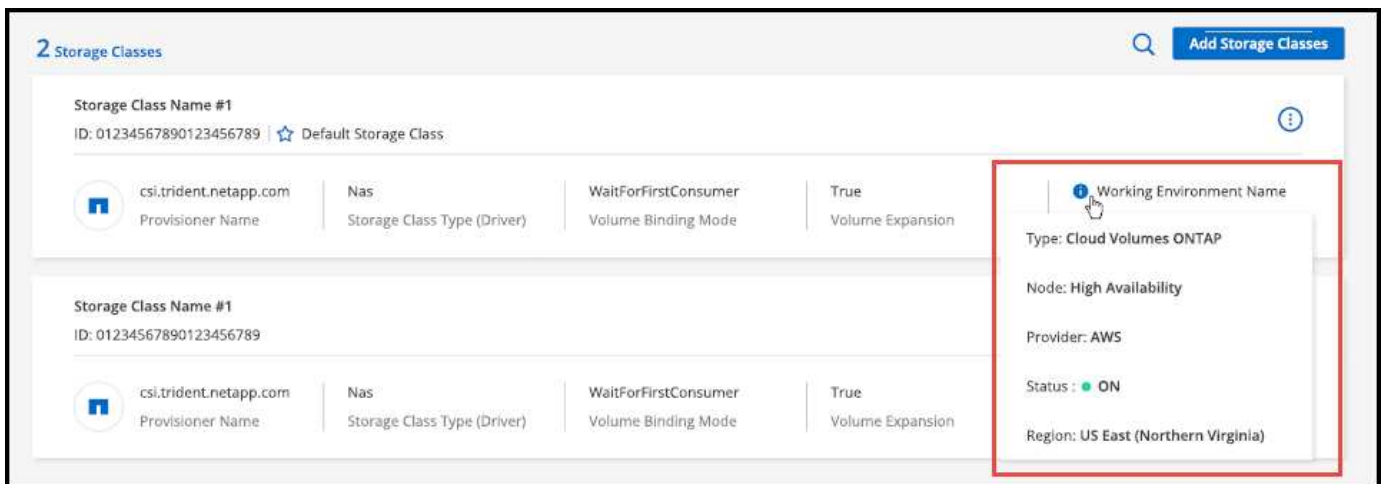 2 Storage Classes
Add Storage Classes
Storage Class Name #1
ID: 01234567890123456789 Default Storage Class
csi.trident.netapp.com Nas WaitForFirstConsumer True Working Environment Name
Provisioner Name Storage Class Type (Driver) Volume Binding Mode Volume Expansion
Type: Cloud Volumes ONTAP
Node: High Availability
Provider: AWS
Status : ON
Region: US East (Northern Virginia)
Storage Class Name #1
ID: 01234567890123456789
csi.trident.netapp.com Nas WaitForFirstConsumer True
Provisioner Name Storage Class Type (Driver) Volume Binding Mode Volume Expansion